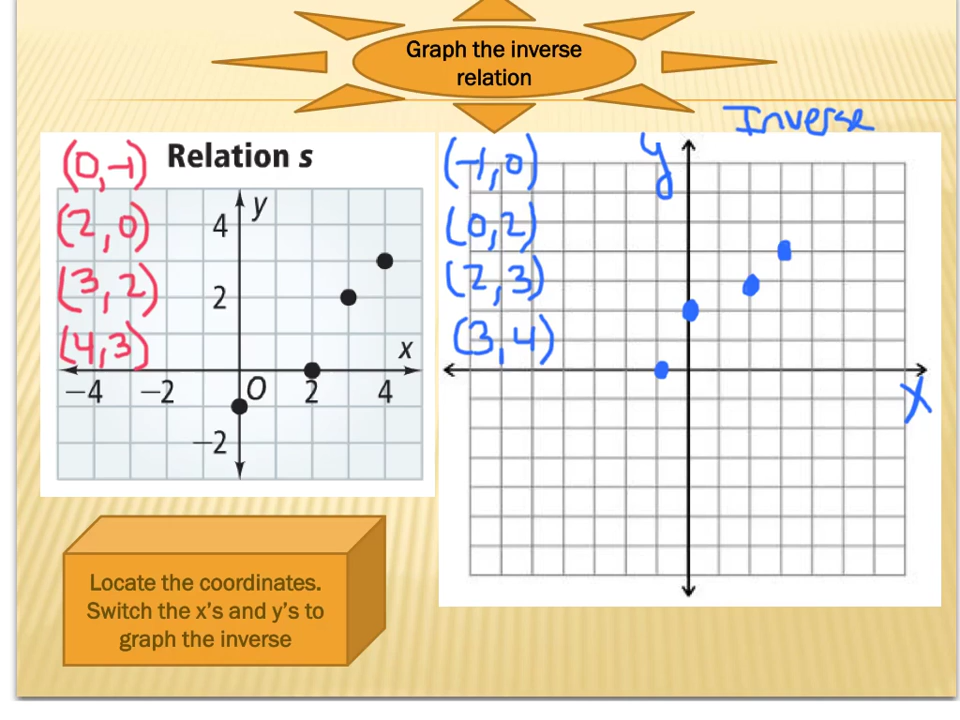 Graph the inverse
relation
Inverse
(0,-1)
Relation s
(2,0)
(3,2)
(4,3)
y
4
2
x
-4
-2
O
2
4
-2
(-1,0)
(0,2)
(2,3)
(3,4)
y
X
Locate the coordinates.
Switch the x's and y's to
graph the inverse